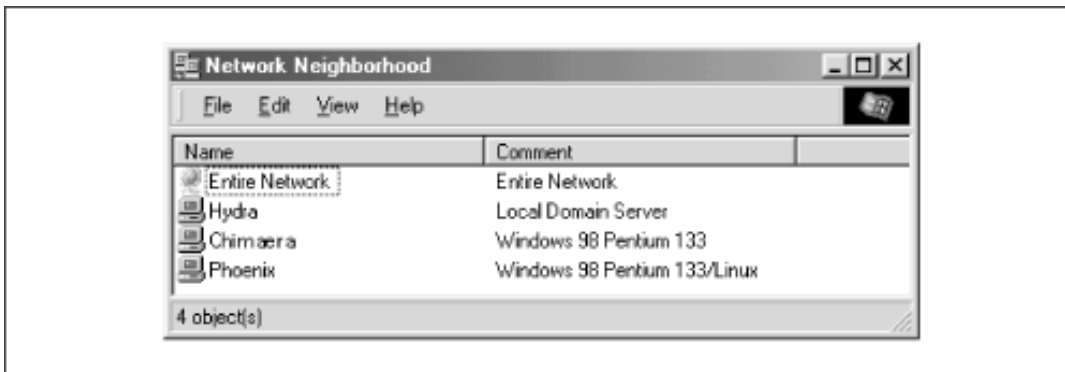 Network Neighborhood
File Edit View Help
Name Comment
Entire Network Entire Network
Hydra Local Domain Server
Chimaera Windows 98 Pentium 133
Phoenix Windows 98 Pentium 133/Linux
4 object(s)